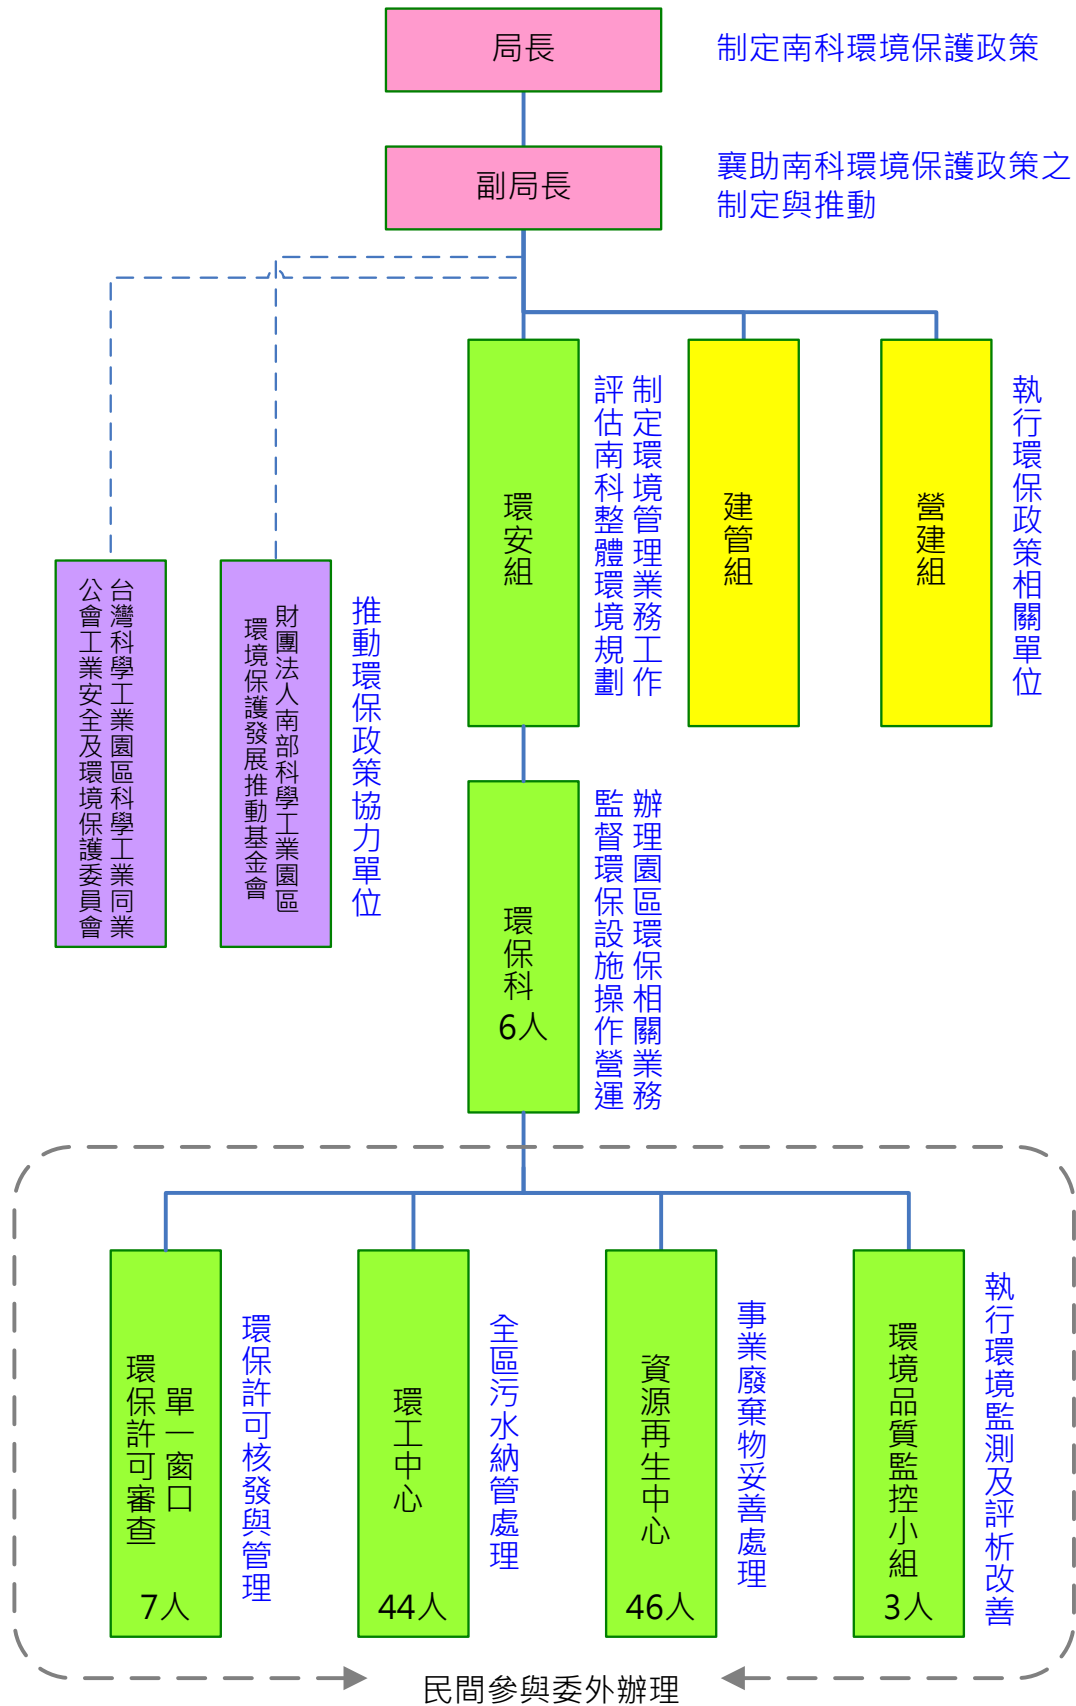 局長
制定南科環境保護政策
副局長
襄助南科環境保護政策之
制定與推動
環安組
制定環境管理業務工作
評估南科整體環境規劃
建管組
營建組
執行環保政策相關單位
台灣科學工業園區科學工業同業
公會工業安全及環境保護委員會
財團法人南部科學工業園區
環境保護發展推動基金會
推動環保政策協力單位
環保科
6人
辦理園區環保相關業務
監督環保設施操作營運
單一窗口
環保許可審查
7人
環保許可核發與管理
環工中心
44人
全區污水納管處理
資源再生中心
46人
事業廢棄物妥善處理
環境品質監控小組
3人
執行環境監測及評析改善
民間參與委外辦理